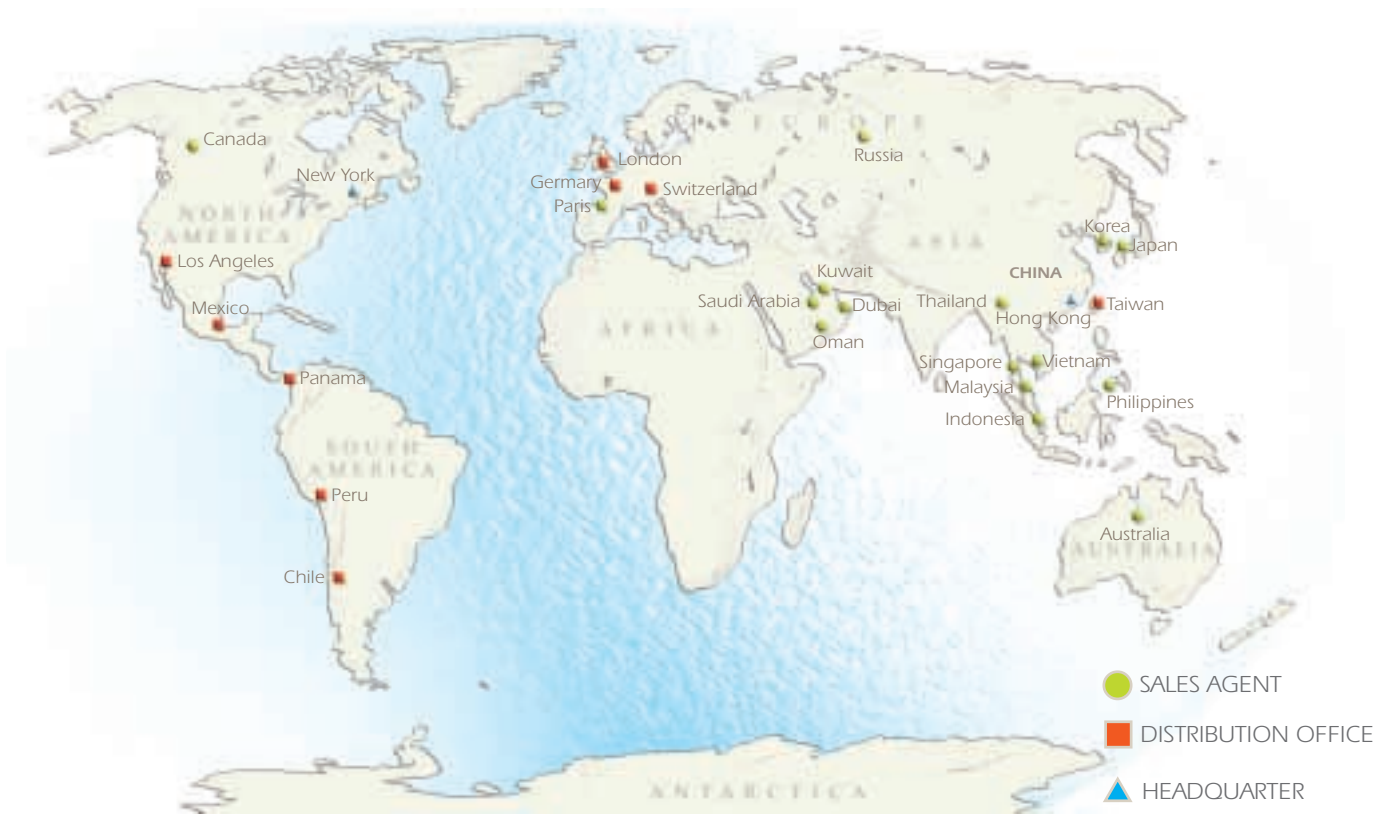 EUROPE
Canada
London
Russia
New York
Germany
Switzerland
Paris
NORTH
AMERICA
Korea
ASIA
Japan
Los Angeles
Kuwait
CHINA
Mexico
Saudi Arabia
Dubai
Thailand
Taiwan
Hong Kong
AFRICA
Oman
Singapore
Vietnam
Panama
Malaysia
Philippines
Indonesia
SOUTH
AMERICA
Peru
Australia
AUSTRALIA
Chile
SALES AGENT
DISTRIBUTION OFFICE
HEADQUARTER
ANTARCTICA